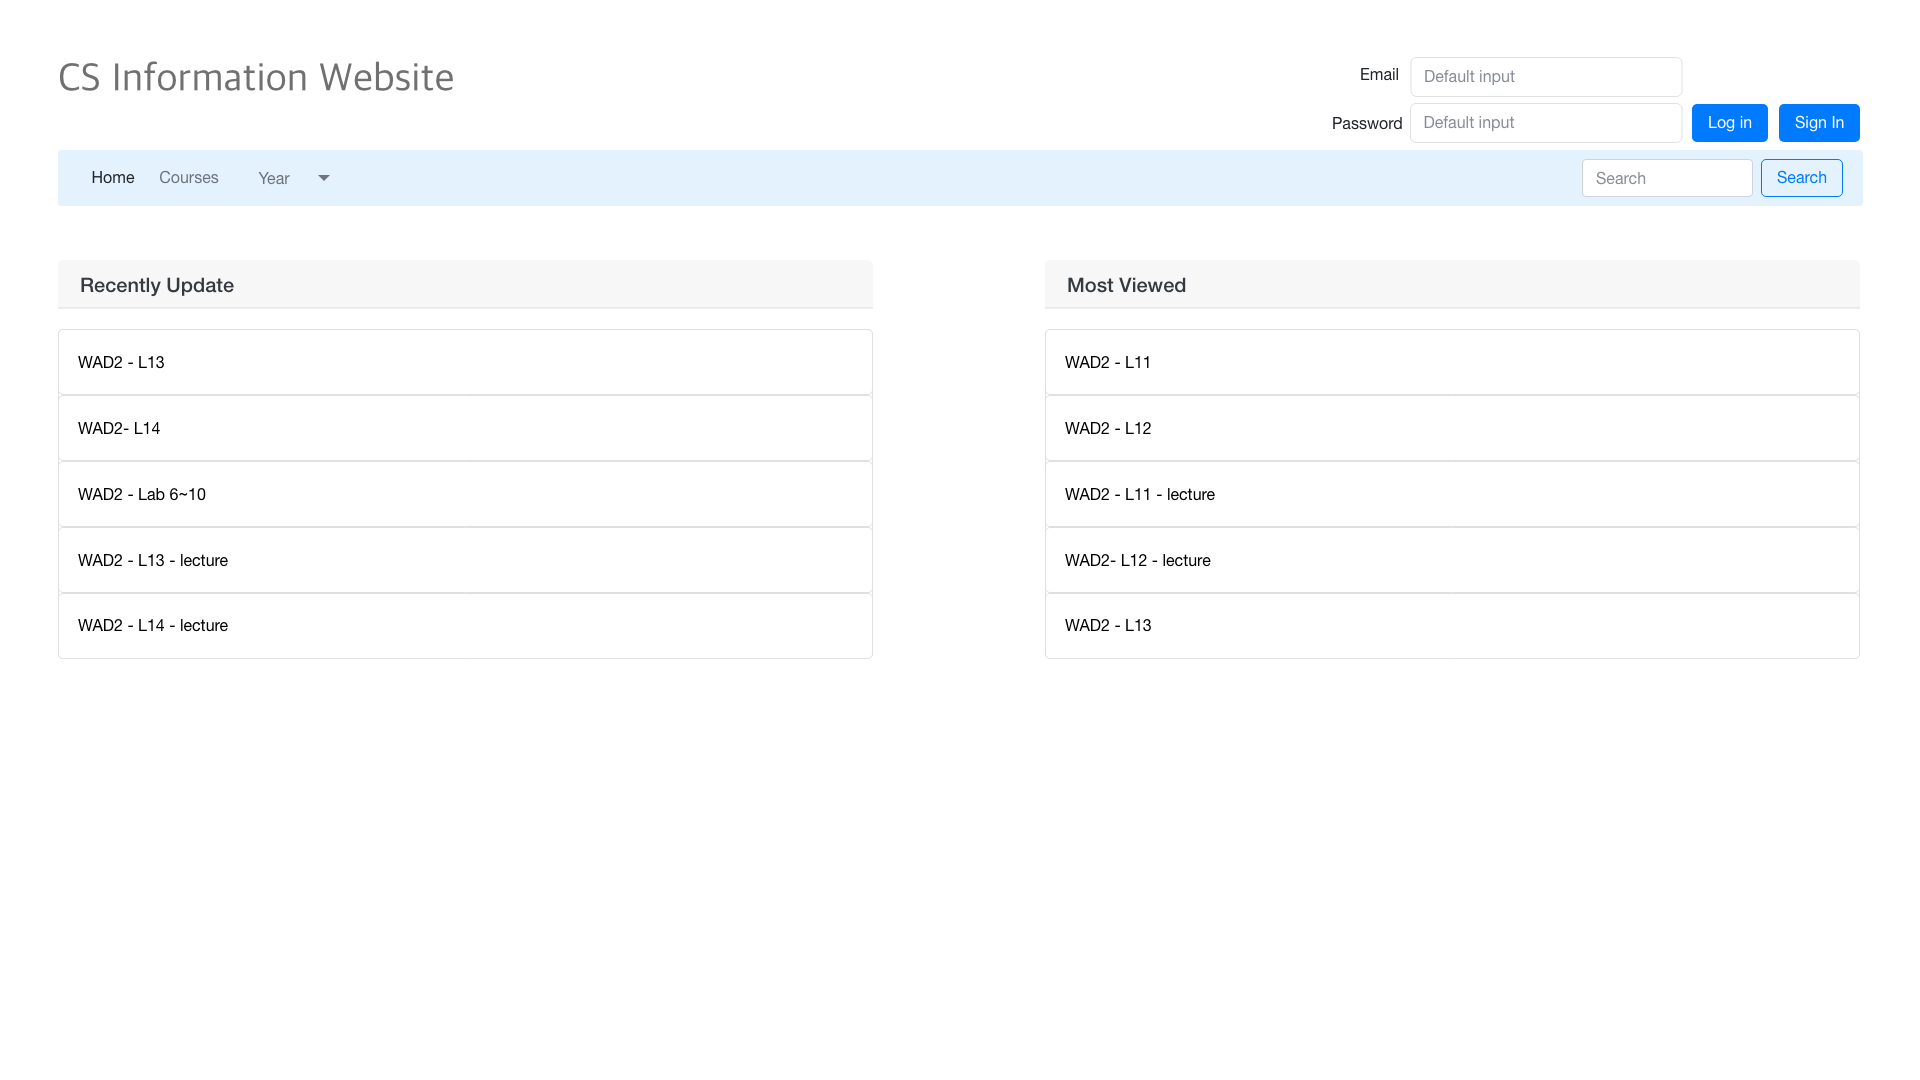 CS Information Website
Email Default input
Password Default input Log in Sign In
Home Courses Year Search Search
Recently Update
WAD2 - L13
WAD2- L14
WAD2 - Lab 6~10
WAD2 - L13 - lecture
WAD2 - L14 - lecture
Most Viewed
WAD2 - L11
WAD2 - L12
WAD2 - L11 - lecture
WAD2- L12 - lecture
WAD2 - L13